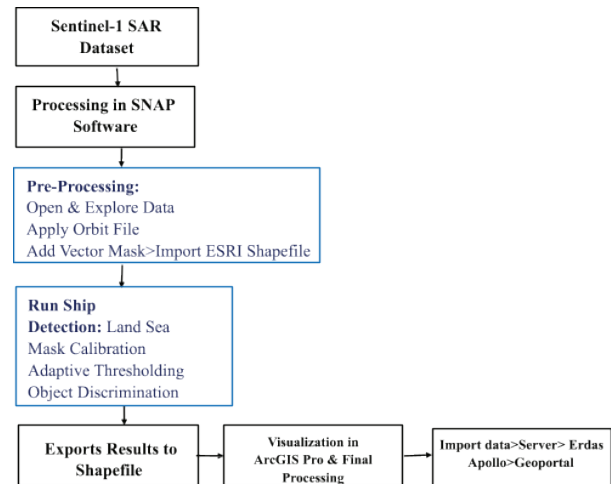 Sentinel-1 SAR
Dataset
Processing in SNAP
Software
Pre-Processing:
Open & Explore Data
Apply Orbit File
Add Vector Mask>Import ESRI Shapefile
Run Ship
Detection: Land Sea
Mask Calibration
Adaptive Thresholding
Object Discrimination
Exports Results to
Shapefile
Visualization in
ArcGIS Pro & Final
Processing
Import data>Server> Erdas
Apollo>Geoportal